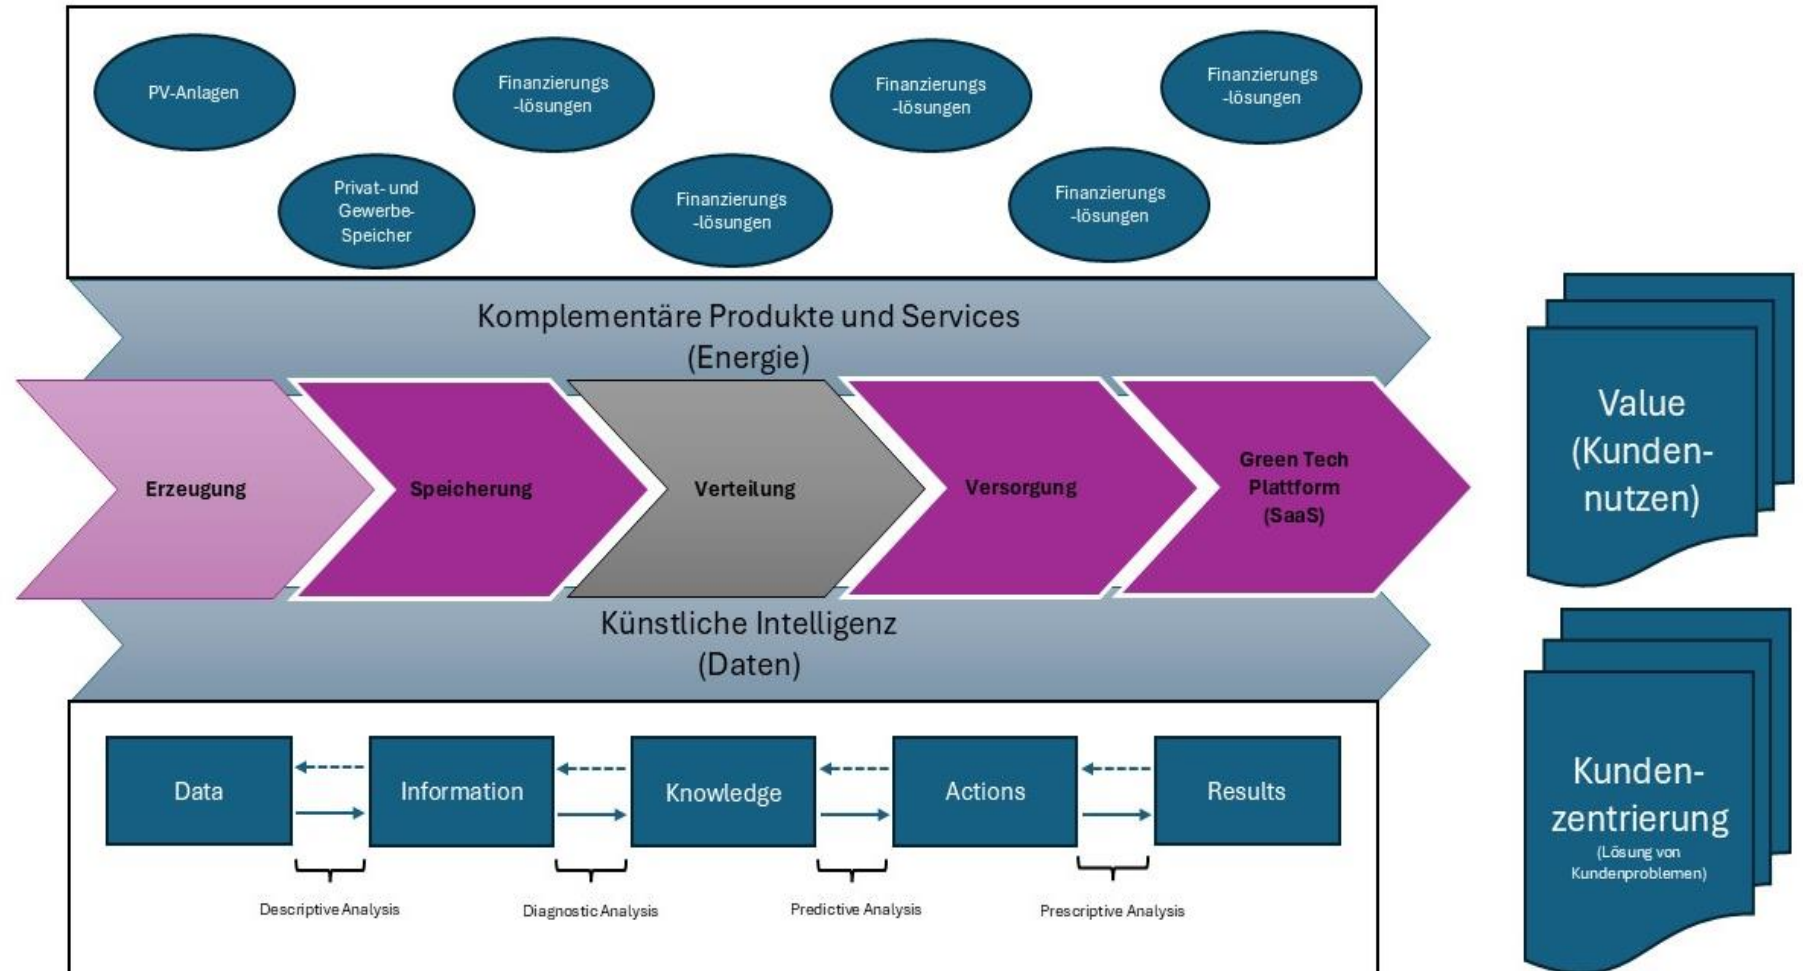 PV-Anlagen
Finanzierungs
-lösungen
Finanzierungs
-lösungen
Finanzierungs
-lösungen
Privat- und
Gewerbe-
Speicher
Finanzierungs
-lösungen
Finanzierungs
-lösungen
Komplementäre Produkte und Services
(Energie)
Erzeugung
Speicherung
Verteilung
Versorgung
Green Tech
Plattform
(SaaS)
Künstliche Intelligenz
(Daten)
Data
Information
Knowledge
Actions
Results
Descriptive Analysis
Diagnostic Analysis
Predictive Analysis
Prescriptive Analysis
Value
(Kunden-
nutzen)
Kunden-
zentrierung
(Lösung von
Kundenproblemen)